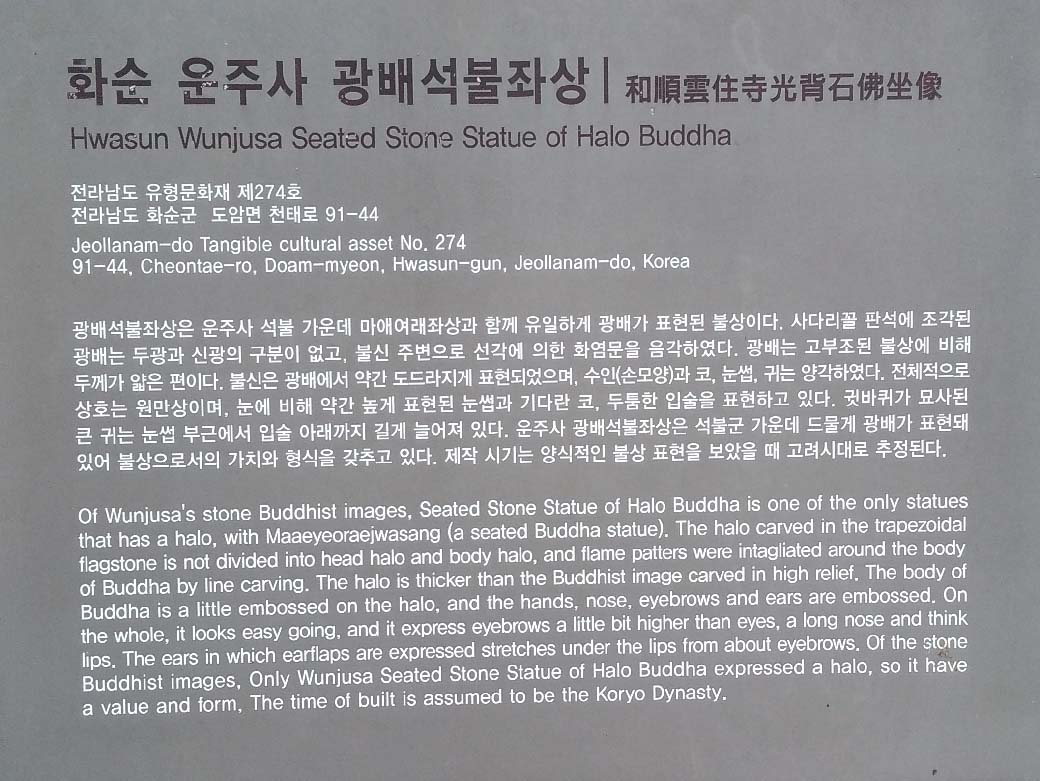 화순 운주사 광배석불좌상 | 和順雲住寺光背石佛坐像
Hwasun Wunjusa Seated Stone Statue of Halo Buddha
전라남도 유형문화재 제274호
전라남도 화순군 도암면 천태로 91-44
Jeollanam-do Tangible cultural asset No. 274
91-44, Cheontae-ro, Doam-myeon, Hwasun-gun, Jeollanam-do, Korea
광배석불좌상은 운주사 석불 가운데 마애여래좌상과 함께 유일하게 광배가 표현된 불상이다. 사다리꼴 판석에 조각된
광배는 두광과 신광의 구분이 없고, 불신 주변으로 선각에 의한 화염문을 음각하였다. 광배는 고부조된 불상에 비해
두께가 얇은 편이다. 불신은 광배에서 약간 도드라지게 표현되었으며, 수인(손모양)과 코, 눈썹, 귀는 양각하였다. 전체적으로
상호는 원만상이며, 눈에 비해 약간 높게 표현된 눈썹과 기다란 코, 두툼한 입술을 표현하고 있다. 귓바퀴가 묘사된
큰 귀는 눈썹 부근에서 입술 아래까지 길게 늘어져 있다. 운주사 광배석불좌상은 석불군 가운데 드물게 광배가 표현돼
있어 불상으로서의 가치와 형식을 갖추고 있다. 제작 시기는 양식적인 불상 표현을 보았을 때 고려시대로 추정된다.
Of Wunjusa's stone Buddhist images, Seated Stone Statue of Halo Buddha is one of the only statues
that has a halo, with Maaeyeoraejwasang (a seated Buddha statue). The halo carved in the trapezoidal
flagstone is not divided into head halo and body halo, and flame patters were intagliated around the body
of Buddha by line carving. The halo is thicker than the Buddhist image carved in high relief. The body of
Buddha is a little embossed on the halo, and the hands, nose, eyebrows and ears are embossed. On
the whole, it looks easy going, and it express eyebrows a little bit higher than eyes, a long nose and think
lips. The ears in which earflaps are expressed stretches under the lips from about eyebrows. Of the stone
Buddhist images, Only Wunjusa Seated Stone Statue of Halo Buddha expressed a halo, so it have
a value and form, The time of built is assumed to be the Koryo Dynasty.